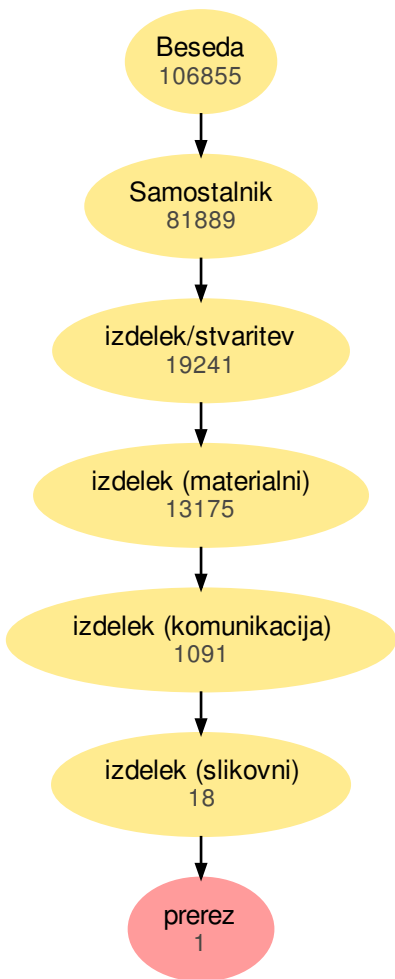 Beseda
106855
Samostalnik
81889
izdelek/stvaritev
19241
izdelek (materialni)
13175
izdelek (komunikacija)
1091
izdelek (slikovni)
18
prerez
1